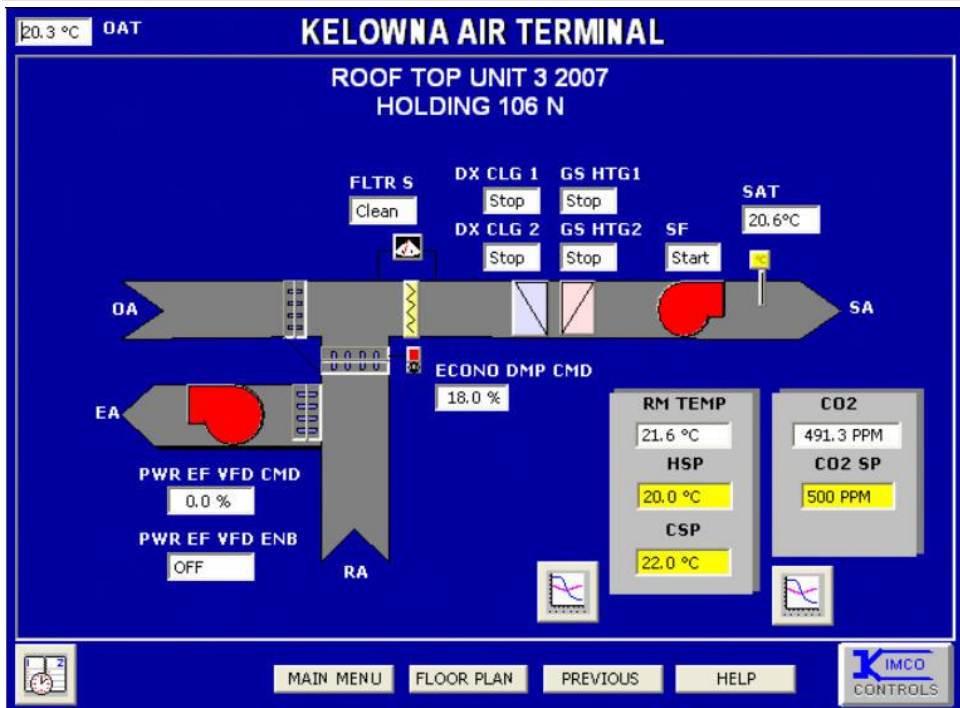 20.3 °C OAT KELOWNA AIR TERMINAL
ROOF TOP UNIT 3 2007
HOLDING 106 N
FLTR S
Clean
DX CLG 1 GS HTG1
Stop Stop
DX CLG 2 GS HTG2 SF
Stop Stop Start
SAT
20.6°C
°C
OA
SA
ECONO DMP CMD
18.0 %
EA
PWR EF VFD CMD
0.0 %
PWR EF VFD ENB
OFF
RA
RM TEMP
21.6 °C
HSP
20.0 °C
CSP
22.0 °C
CO2
491.3 PPM
CO2 SP
500 PPM
1 2
MAIN MENU FLOOR PLAN PREVIOUS HELP
KIMCO
CONTROLS